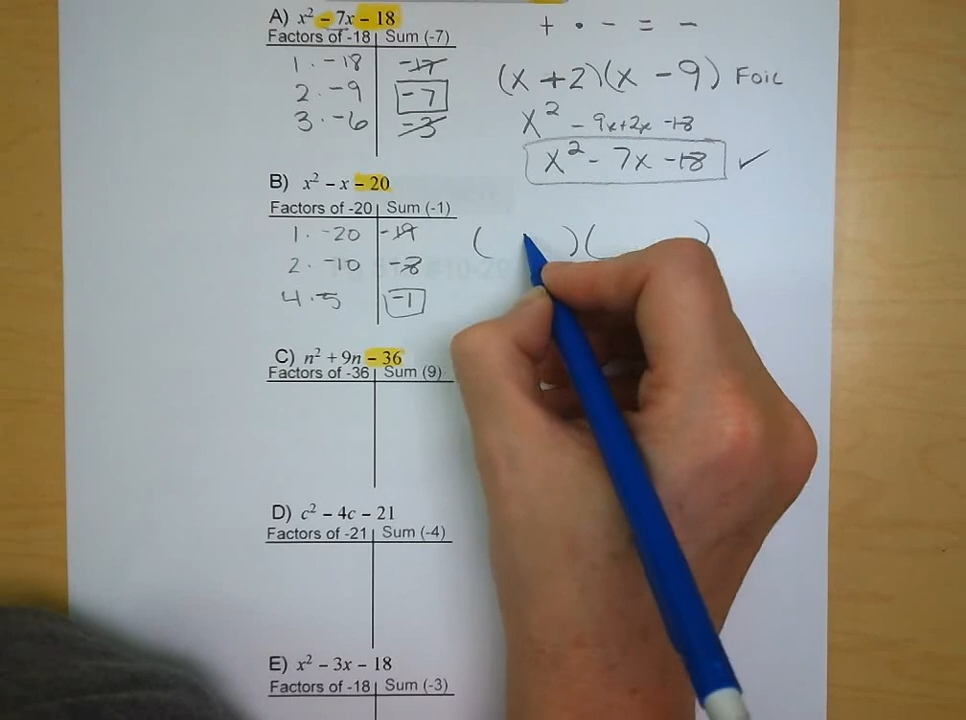 A) x² – 7x – 18
Factors of -18 Sum (-7)
1 · -18 -17
2 · -9 -7
3 · -6 -3
+ · - = -
(x + 2)(x - 9) FOIL
x² - 9x + 2x - 18
x² - 7x - 18 ✓
B) x² – x – 20
Factors of -20 Sum (-1)
1 · -20 -19
2 · -10 -8
4 · -5 -1
( )( )
C) n² + 9n – 36
Factors of -36 Sum (9)
D) c² – 4c – 21
Factors of -21 Sum (-4)
E) x² – 3x – 18
Factors of -18 Sum (-3)